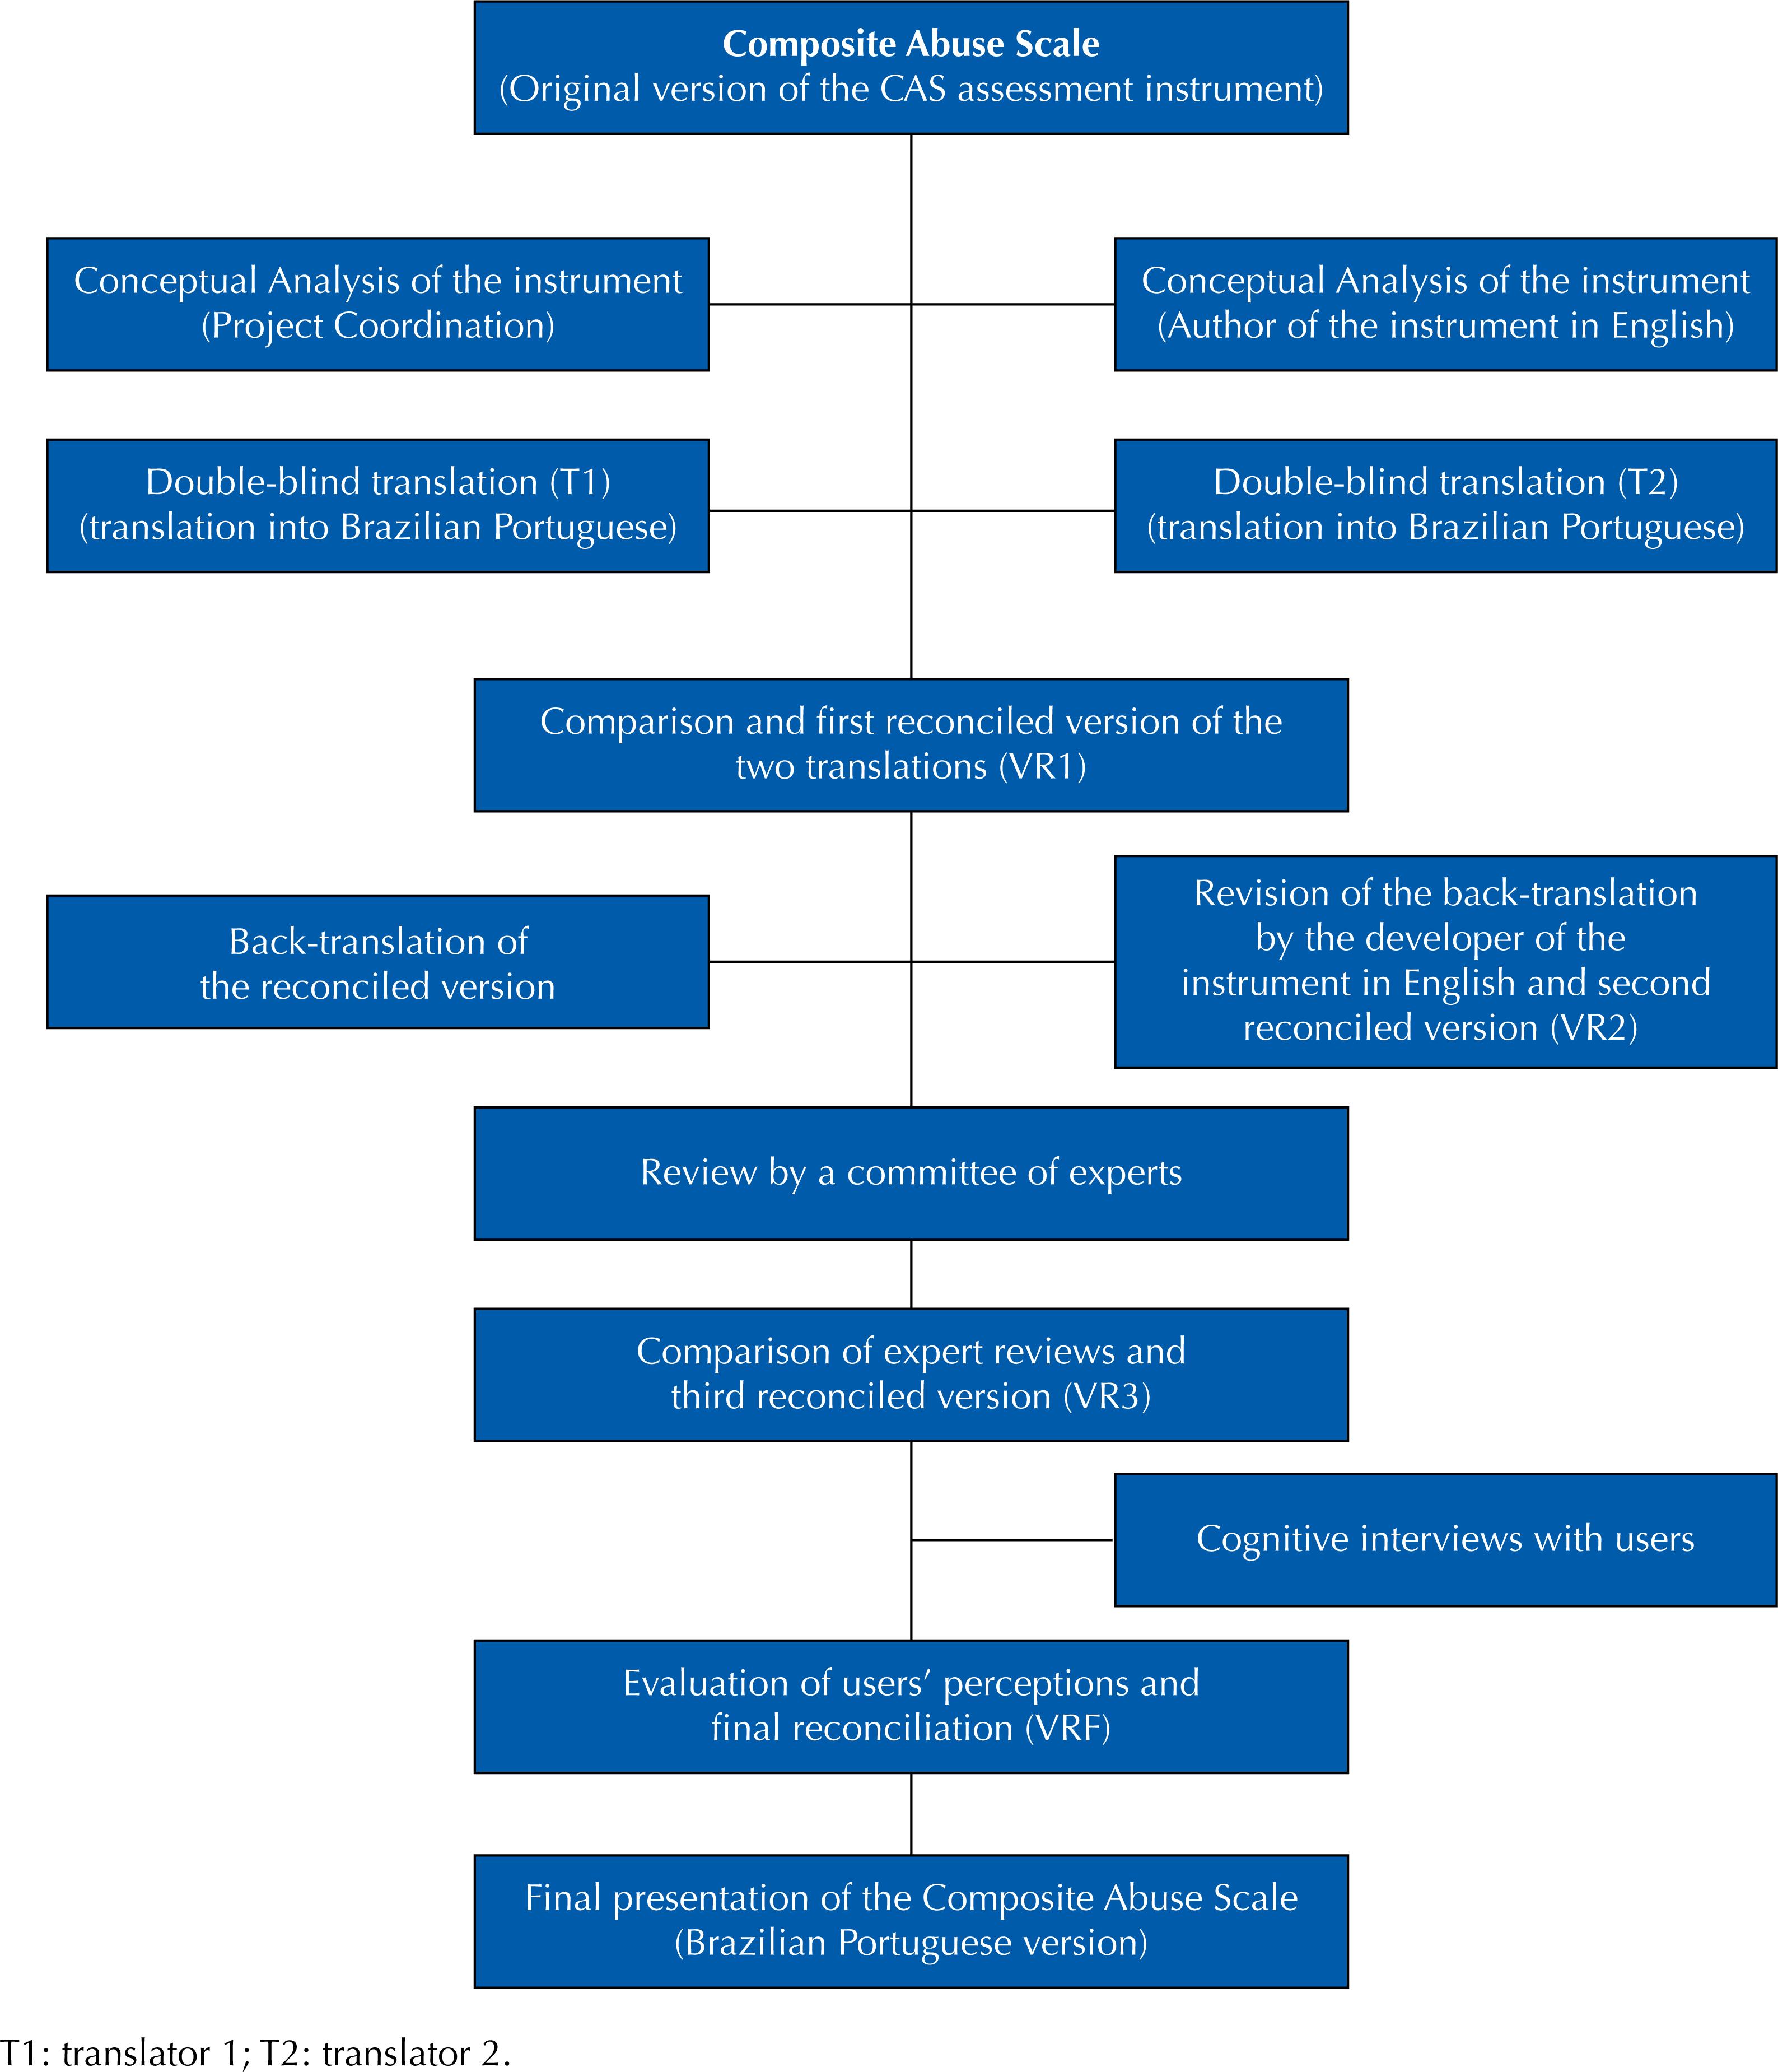 Composite Abuse Scale
(Original version of the CAS assessment instrument)
Conceptual Analysis of the instrument
(Project Coordination)
Conceptual Analysis of the instrument
(Author of the instrument in English)
Double-blind translation (T1)
(translation into Brazilian Portuguese)
Double-blind translation (T2)
(translation into Brazilian Portuguese)
Comparison and first reconciled version of the
two translations (VR1)
Back-translation of
the reconciled version
Revision of the back-translation
by the developer of the
instrument in English and second
reconciled version (VR2)
Review by a committee of experts
Comparison of expert reviews and
third reconciled version (VR3)
Cognitive interviews with users
Evaluation of users’ perceptions and
final reconciliation (VRF)
Final presentation of the Composite Abuse Scale
(Brazilian Portuguese version)
T1: translator 1; T2: translator 2.